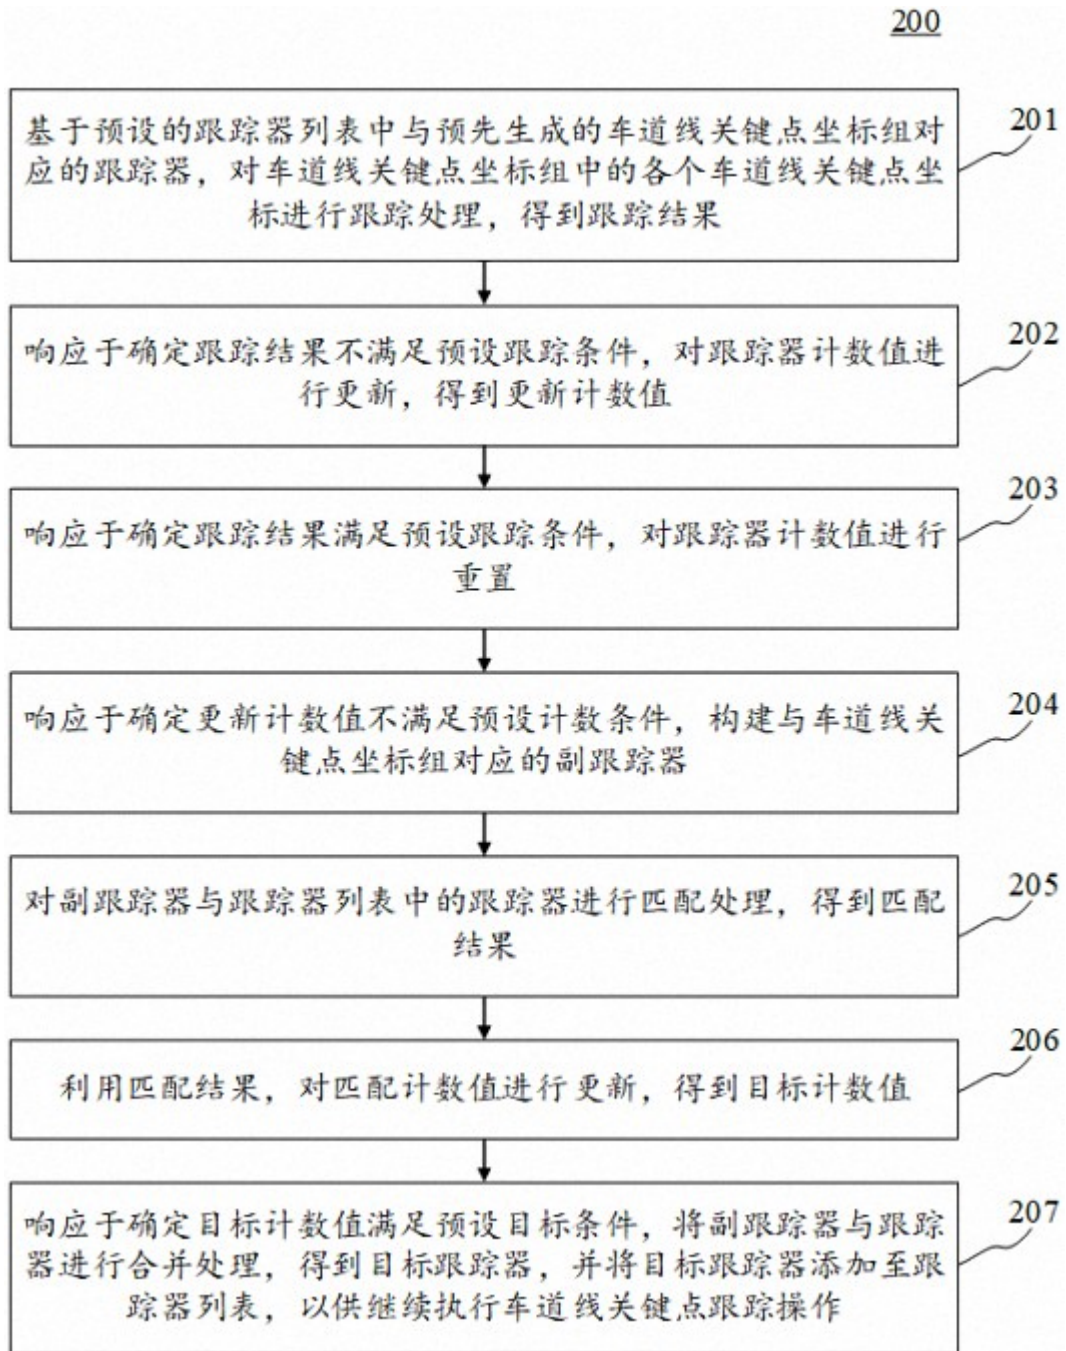 200
基于预设的跟踪器列表中与预先生成的车道线关键点坐标组对
应的跟踪器，对车道线关键点坐标组中的各个车道线关键点坐
标进行跟踪处理，得到跟踪结果
201
响应于确定跟踪结果不满足预设跟踪条件，对跟踪器计数值进
行更新，得到更新计数值
202
响应于确定跟踪结果满足预设跟踪条件，对跟踪器计数值进行
重置
203
响应于确定更新计数值不满足预设计数条件，构建与车道线关
键点坐标组对应的副跟踪器
204
对副跟踪器与跟踪器列表中的跟踪器进行匹配处理，得到匹配
结果
205
利用匹配结果，对匹配计数值进行更新，得到目标计数值
206
响应于确定目标计数值满足预设目标条件，将副跟踪器与跟踪
器进行合并处理，得到目标跟踪器，并将目标跟踪器添加至跟
踪器列表，以供继续执行车道线关键点跟踪操作
207